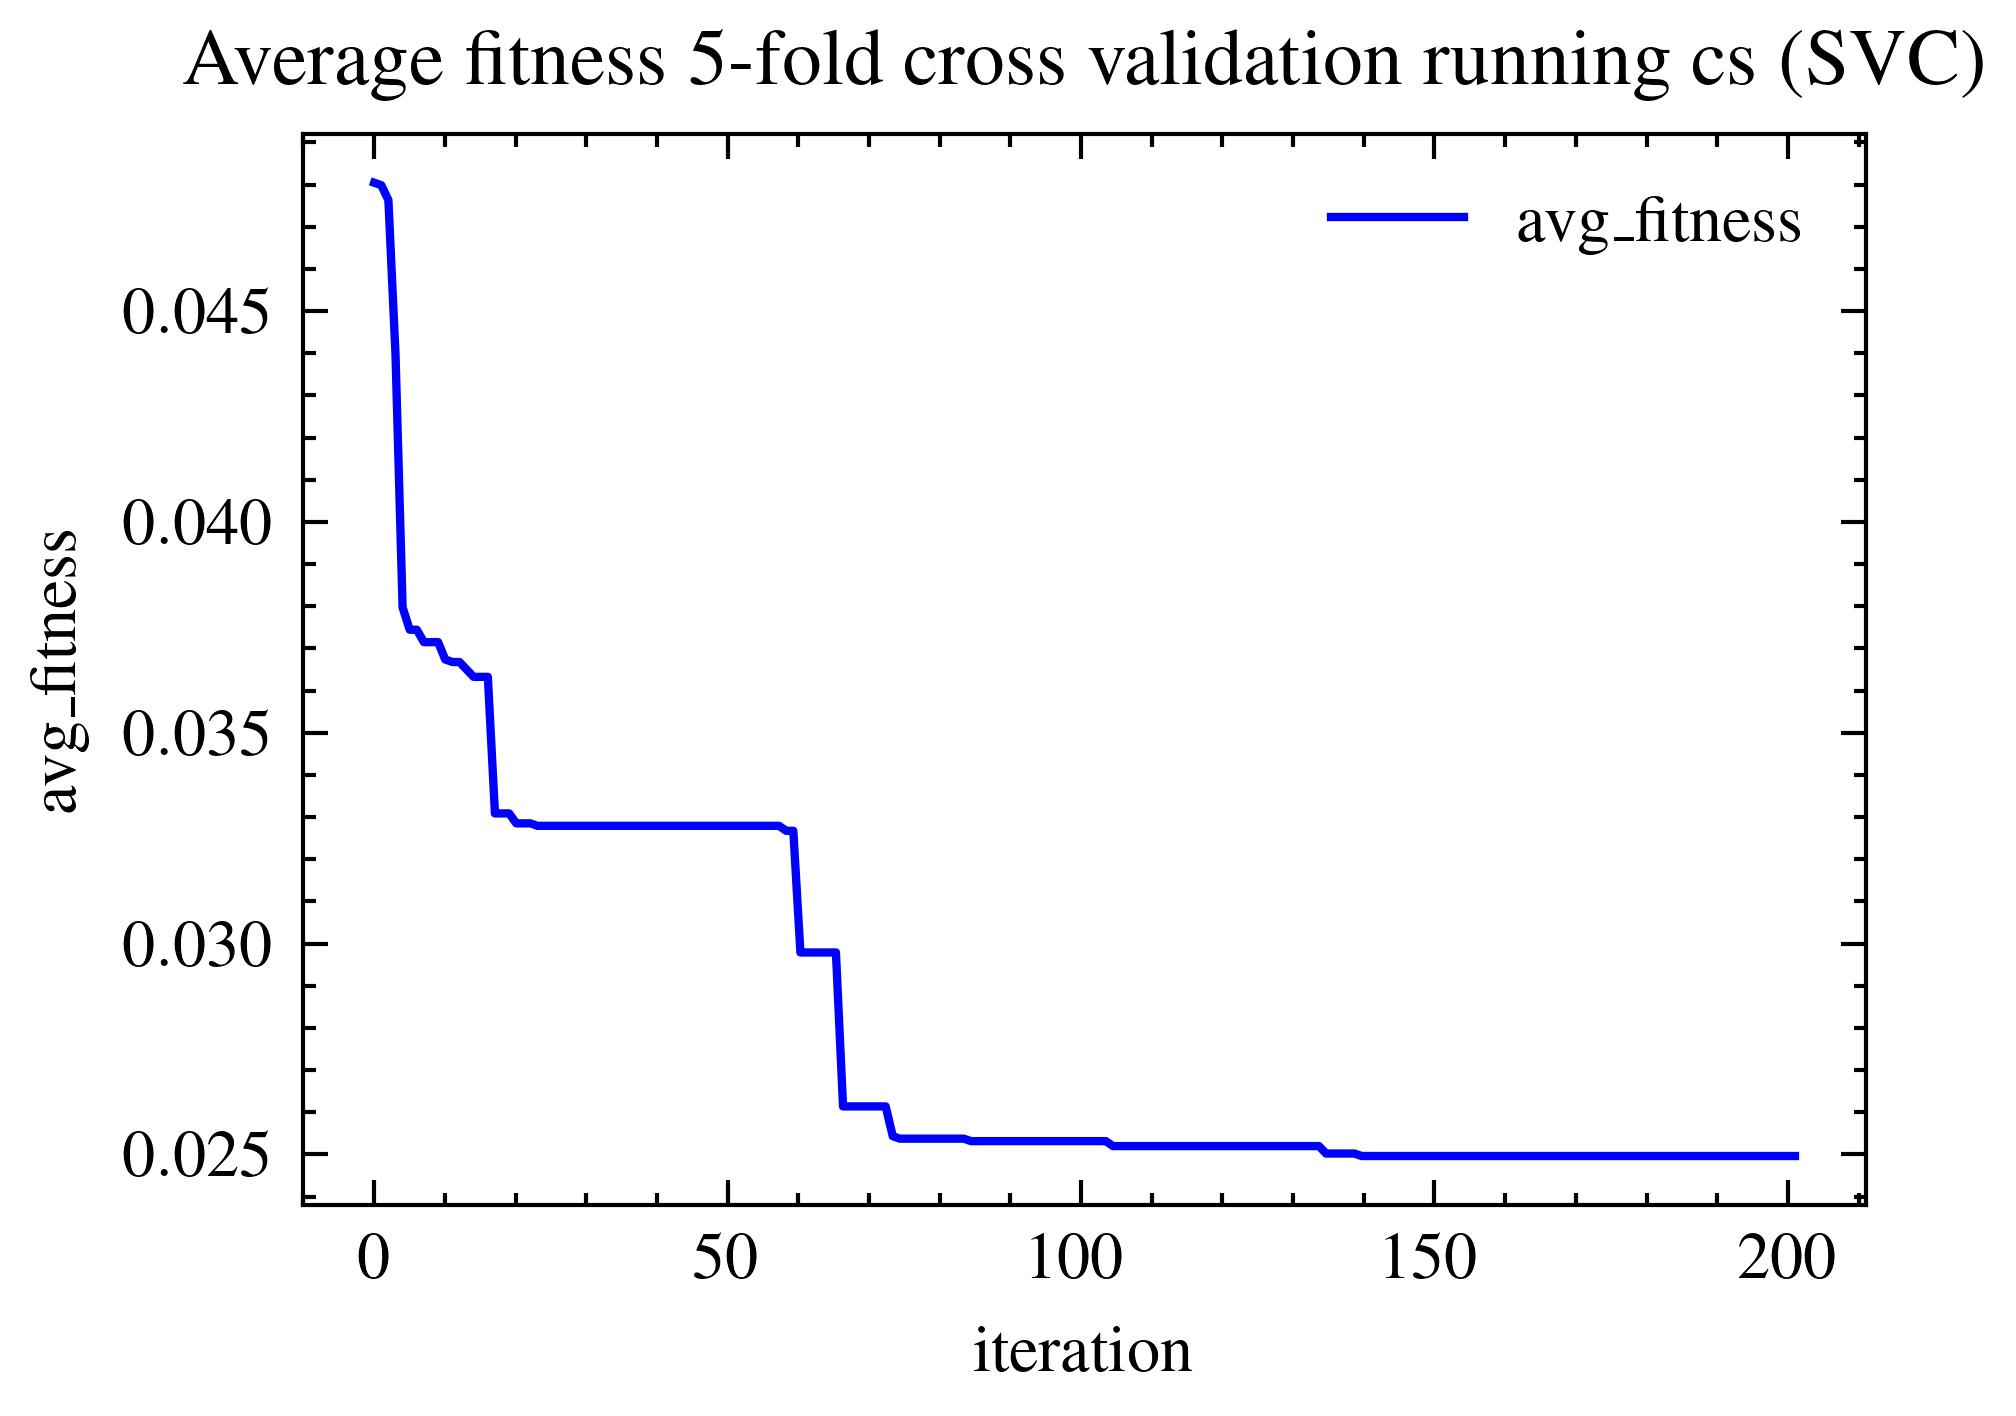 Average fitness 5-fold cross validation running cs (SVC)
avg_fitness
0.045
0.040
0.035
0.030
0.025
avg_fitness
0 50 100 150 200
iteration